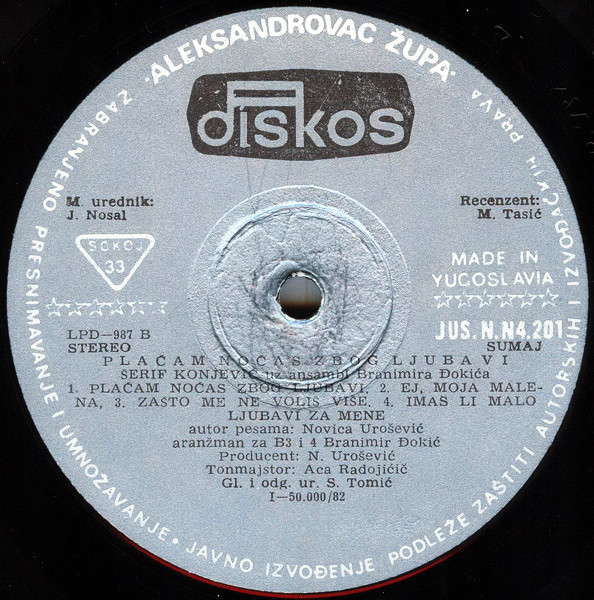 "ALEKSANDROVAC ŽUPA"
diskos
M. urednik:
J. Nosal
Recenzent:
M. Tasić
SOKOJ
33
MADE IN
YUGOSLAVIA
LPD—987 B
STEREO
JUS. N.N4.201
SUMAJ
PLAĆAM NOĆAS ZBOG LJUBAVI
ŠERIF KONJEVIĆ uz ansambl Branimira Đokića
1. PLAĆAM NOĆAS ZBOG LJUBAVI, 2. EJ, MOJA MALE-
NA, 3. ZAŠTO ME NE VOLIŠ VIŠE, 4. IMAŠ LI MALO
LJUBAVI ZA MENE
autor pesama: Novica Urošević
aranžman za B3 i 4 Branimir Đokić
Producent: N. Urošević
Tonmajstor: Aca Radojičič
Gl. i odg. ur. S. Tomić
I—50.000/82
ZABRANJENO PRESNIMAVANJE I UMNOŽAVANJE • JAVNO IZVOĐENJE PODLEŽE ZAŠTITI AUTORSKIH I IZVOĐAČKIH PRAVA